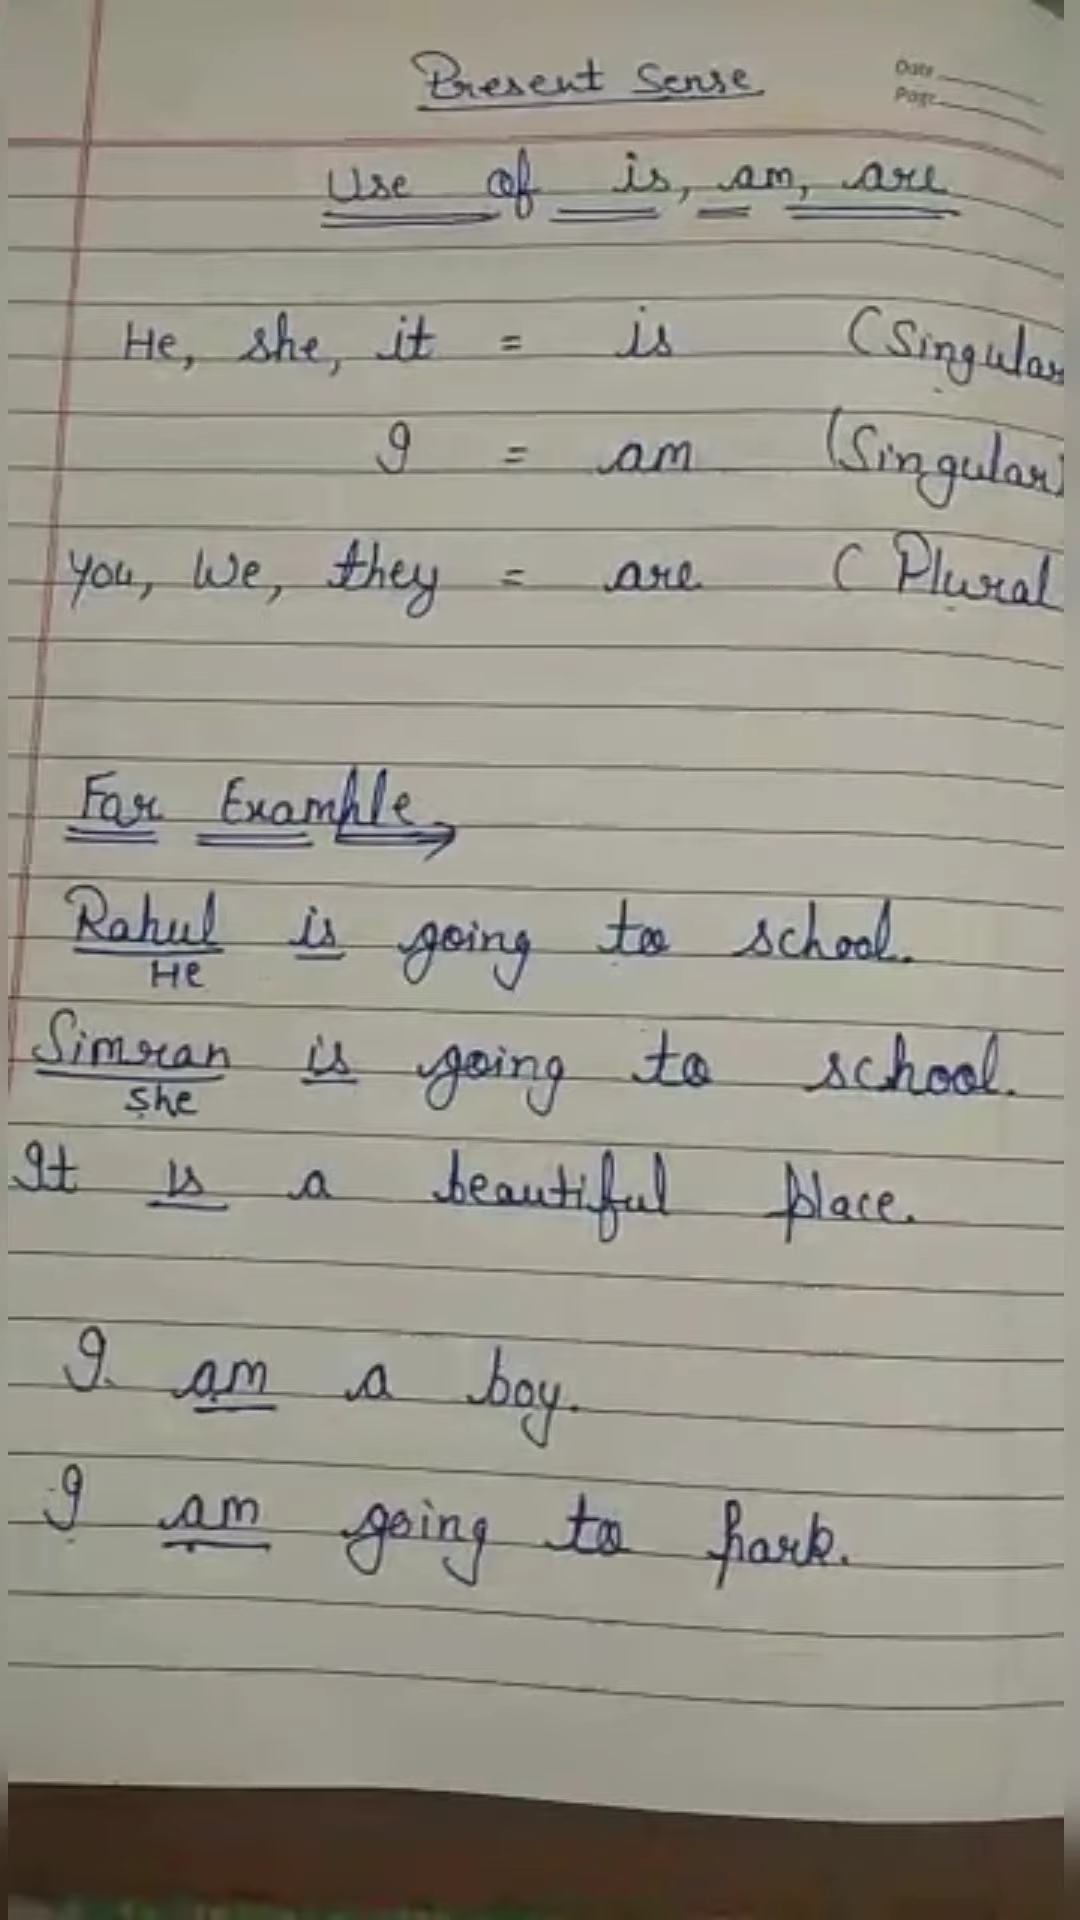 Present Sense
Date
Page
Use of is, am, are
He, she, it = is (Singular
I = am (Singular)
You, We, they = are (Plural
For Example
Rahul is going to school.
He
Simran is going to school.
She
It is a beautiful place.
I am a boy.
I am going to park.